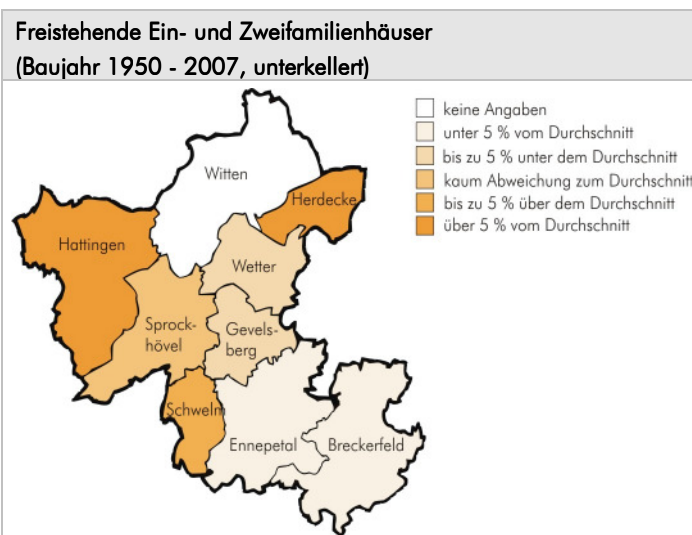 Freistehende Ein- und Zweifamilienhäuser
(Baujahr 1950 - 2007, unterkellert)
keine Angaben
unter 5 % vom Durchschnitt
bis zu 5 % unter dem Durchschnitt
kaum Abweichung zum Durchschnitt
bis zu 5 % über dem Durchschnitt
über 5 % vom Durchschnitt
Witten
Herdecke
Hattingen
Wetter
Sprock-
hövel
Gevels-
berg
Schwelm
Ennepetal
Breckerfeld